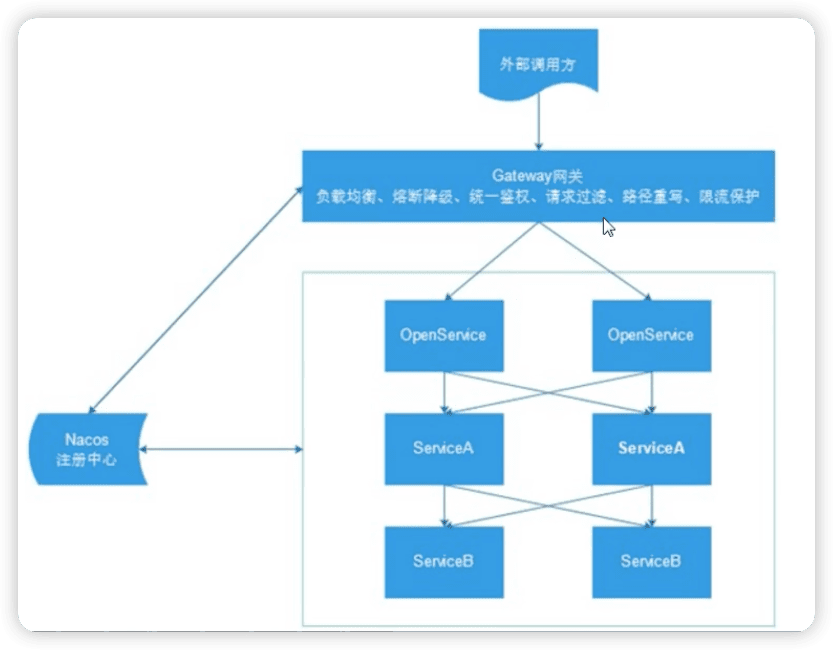 外部调用方
Gateway网关
负载均衡、熔断降级、统一鉴权、请求过滤、路径重写、限流保护
OpenService
OpenService
Nacos
注册中心
ServiceA
ServiceA
ServiceB
ServiceB